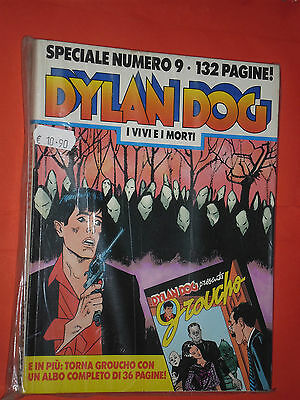 SPECIALE NUMERO 9 · 132 PAGINE!
DYLAN DOG
I VIVI E I MORTI
€ 10.90
DYLAN DOG presenta
Groucho
E IN PIÙ: TORNA GROUCHO CON
UN ALBO COMPLETO DI 36 PAGINE!